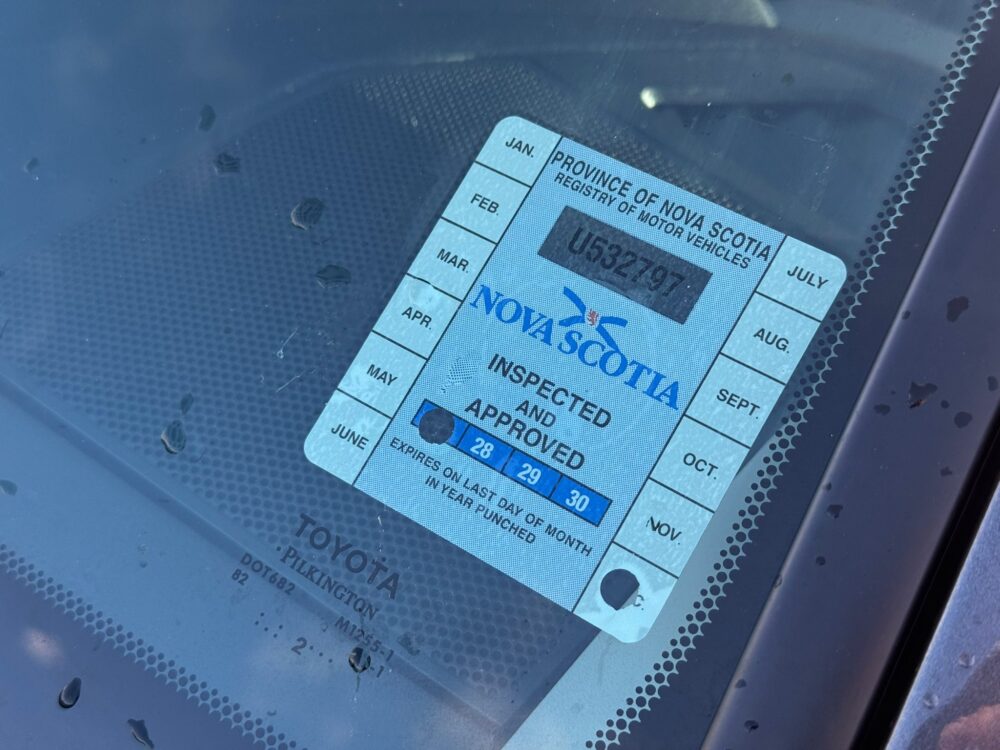 JAN.
FEB.
MAR.
APR.
MAY
JUNE
PROVINCE OF NOVA SCOTIA
REGISTRY OF MOTOR VEHICLES
U532797
NOVA SCOTIA
INSPECTED
AND
APPROVED
28 29 30
EXPIRES ON LAST DAY OF MONTH
IN YEAR PUNCHED
JULY
AUG.
SEPT.
OCT.
NOV.
C.
TOYOTA
PILKINGTON
DOT682 M1255-1
82
2